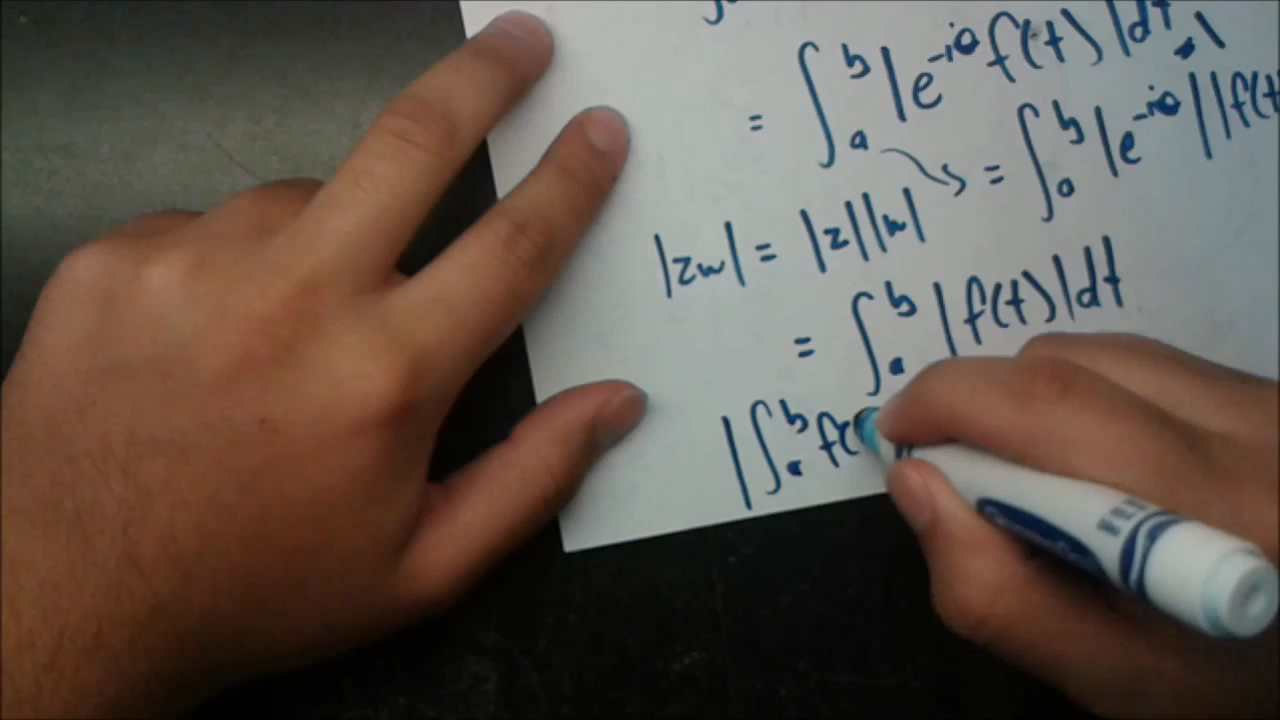 = ∫ₐᵇ |e^{-iθ} f(t)|dt
= ∫ₐᵇ |e^{-iθ}||f(t
|zw| = |z||w|
= ∫ₐᵇ |f(t)|dt
|∫ₐᵇ f(